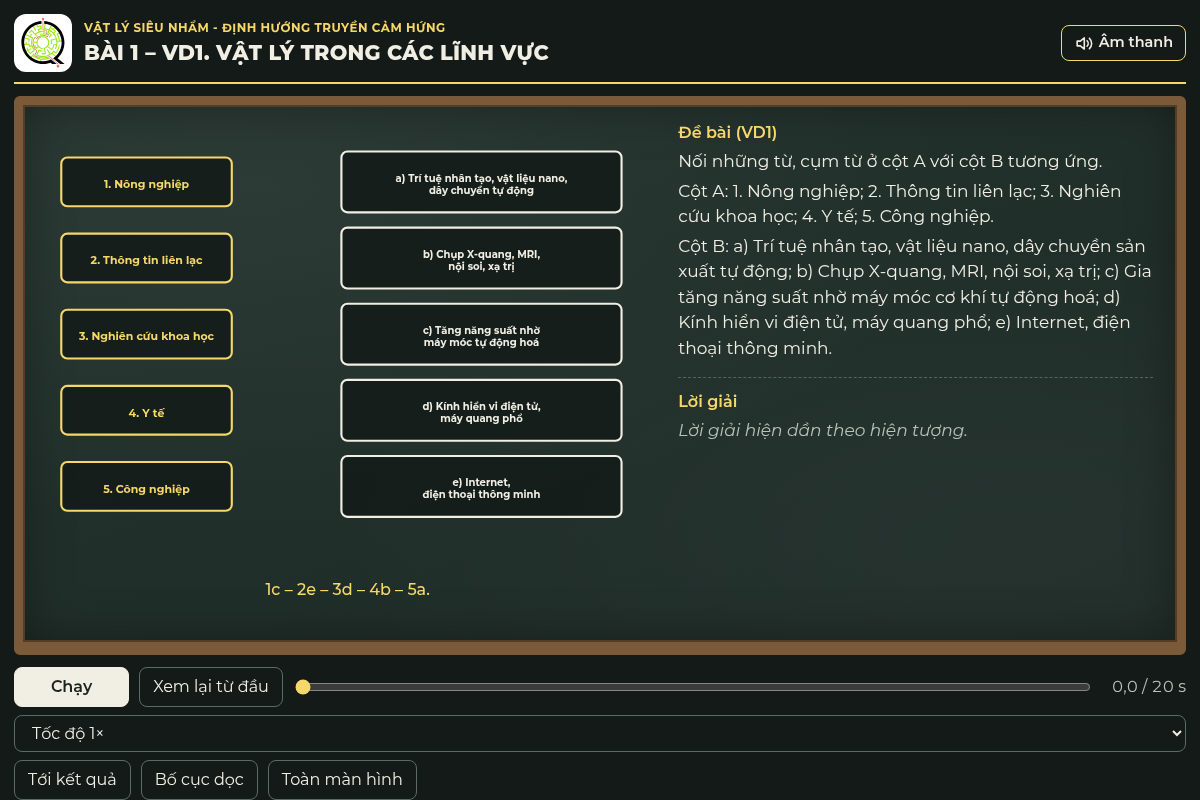 VẬT LÝ SIÊU NHẨM - ĐỊNH HƯỚNG TRUYỀN CẢM HỨNG
BÀI 1 – VD1. VẬT LÝ TRONG CÁC LĨNH VỰC
Âm thanh
1. Nông nghiệp
2. Thông tin liên lạc
3. Nghiên cứu khoa học
4. Y tế
5. Công nghiệp
a) Trí tuệ nhân tạo, vật liệu nano,
dây chuyền tự động
b) Chụp X-quang, MRI,
nội soi, xạ trị
c) Tăng năng suất nhờ
máy móc tự động hoá
d) Kính hiển vi điện tử,
máy quang phổ
e) Internet,
điện thoại thông minh
1c – 2e – 3d – 4b – 5a.
Đề bài (VD1)
Nối những từ, cụm từ ở cột A với cột B tương ứng.
Cột A: 1. Nông nghiệp; 2. Thông tin liên lạc; 3. Nghiên
cứu khoa học; 4. Y tế; 5. Công nghiệp.
Cột B: a) Trí tuệ nhân tạo, vật liệu nano, dây chuyền sản
xuất tự động; b) Chụp X-quang, MRI, nội soi, xạ trị; c) Gia
tăng năng suất nhờ máy móc cơ khí tự động hoá; d)
Kính hiển vi điện tử, máy quang phổ; e) Internet, điện
thoại thông minh.
Lời giải
Lời giải hiện dần theo hiện tượng.
Chạy
Xem lại từ đầu
0,0 / 20 s
Tốc độ 1×
Tới kết quả
Bố cục dọc
Toàn màn hình